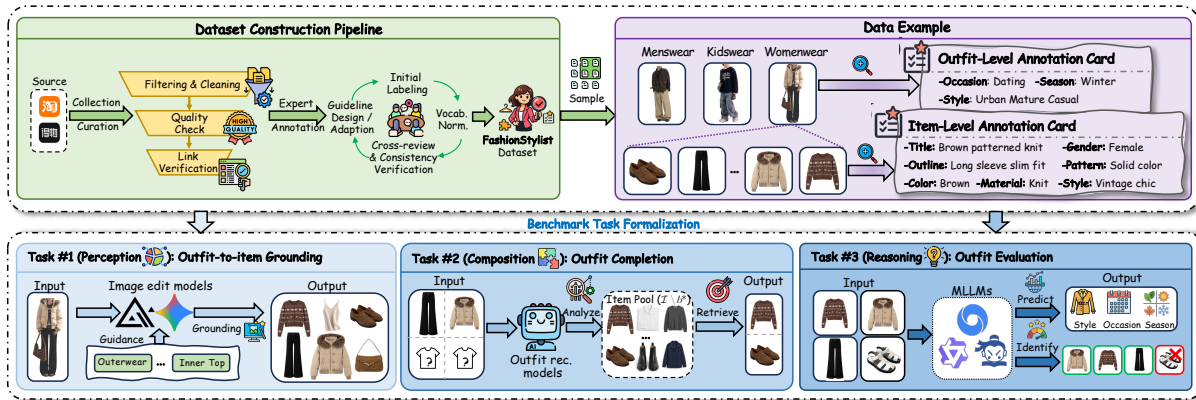 Dataset Construction Pipeline
Source
淘
得物
Collection
Curation
Filtering & Cleaning
Quality
Check
Link
Verification
HIGH
QUALITY
Expert
Annotation
Initial
Labeling
Guideline
Design /
Adaption
Vocab.
Norm.
Cross-review
& Consistency
Verification
FashionStylist
Dataset
Sample
Data Example
Menswear
Kidswear
Womenwear
...
Outfit-Level Annotation Card
-Occasion: Dating -Season: Winter
-Style: Urban Mature Casual
Item-Level Annotation Card
-Title: Brown patterned knit -Gender: Female
-Outline: Long sleeve slim fit -Pattern: Solid color
-Color: Brown -Material: Knit -Style: Vintage chic
Benchmark Task Formalization
Task #1 (Perception): Outfit-to-item Grounding
Input
Image edit models
Output
Guidance
Grounding
Outerwear ... Inner Top
Task #2 (Composition): Outfit Completion
Input
?
?
AI
Outfit rec.
models
Analyze
Item Pool (I \ b*)
...
Retrieve
Output
Task #3 (Reasoning): Outfit Evaluation
Input
MLLMs
Predict
Identify
Output
Style Occasion Season